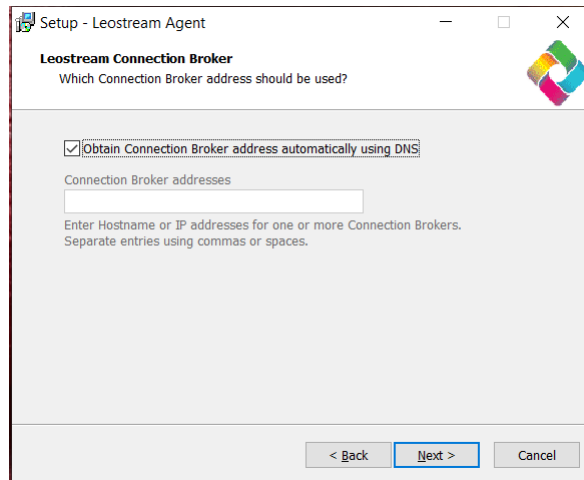 Setup - Leostream Agent
Leostream Connection Broker
Which Connection Broker address should be used?
Obtain Connection Broker address automatically using DNS
Connection Broker addresses
Enter Hostname or IP addresses for one or more Connection Brokers.
Separate entries using commas or spaces.
< Back
Next >
Cancel